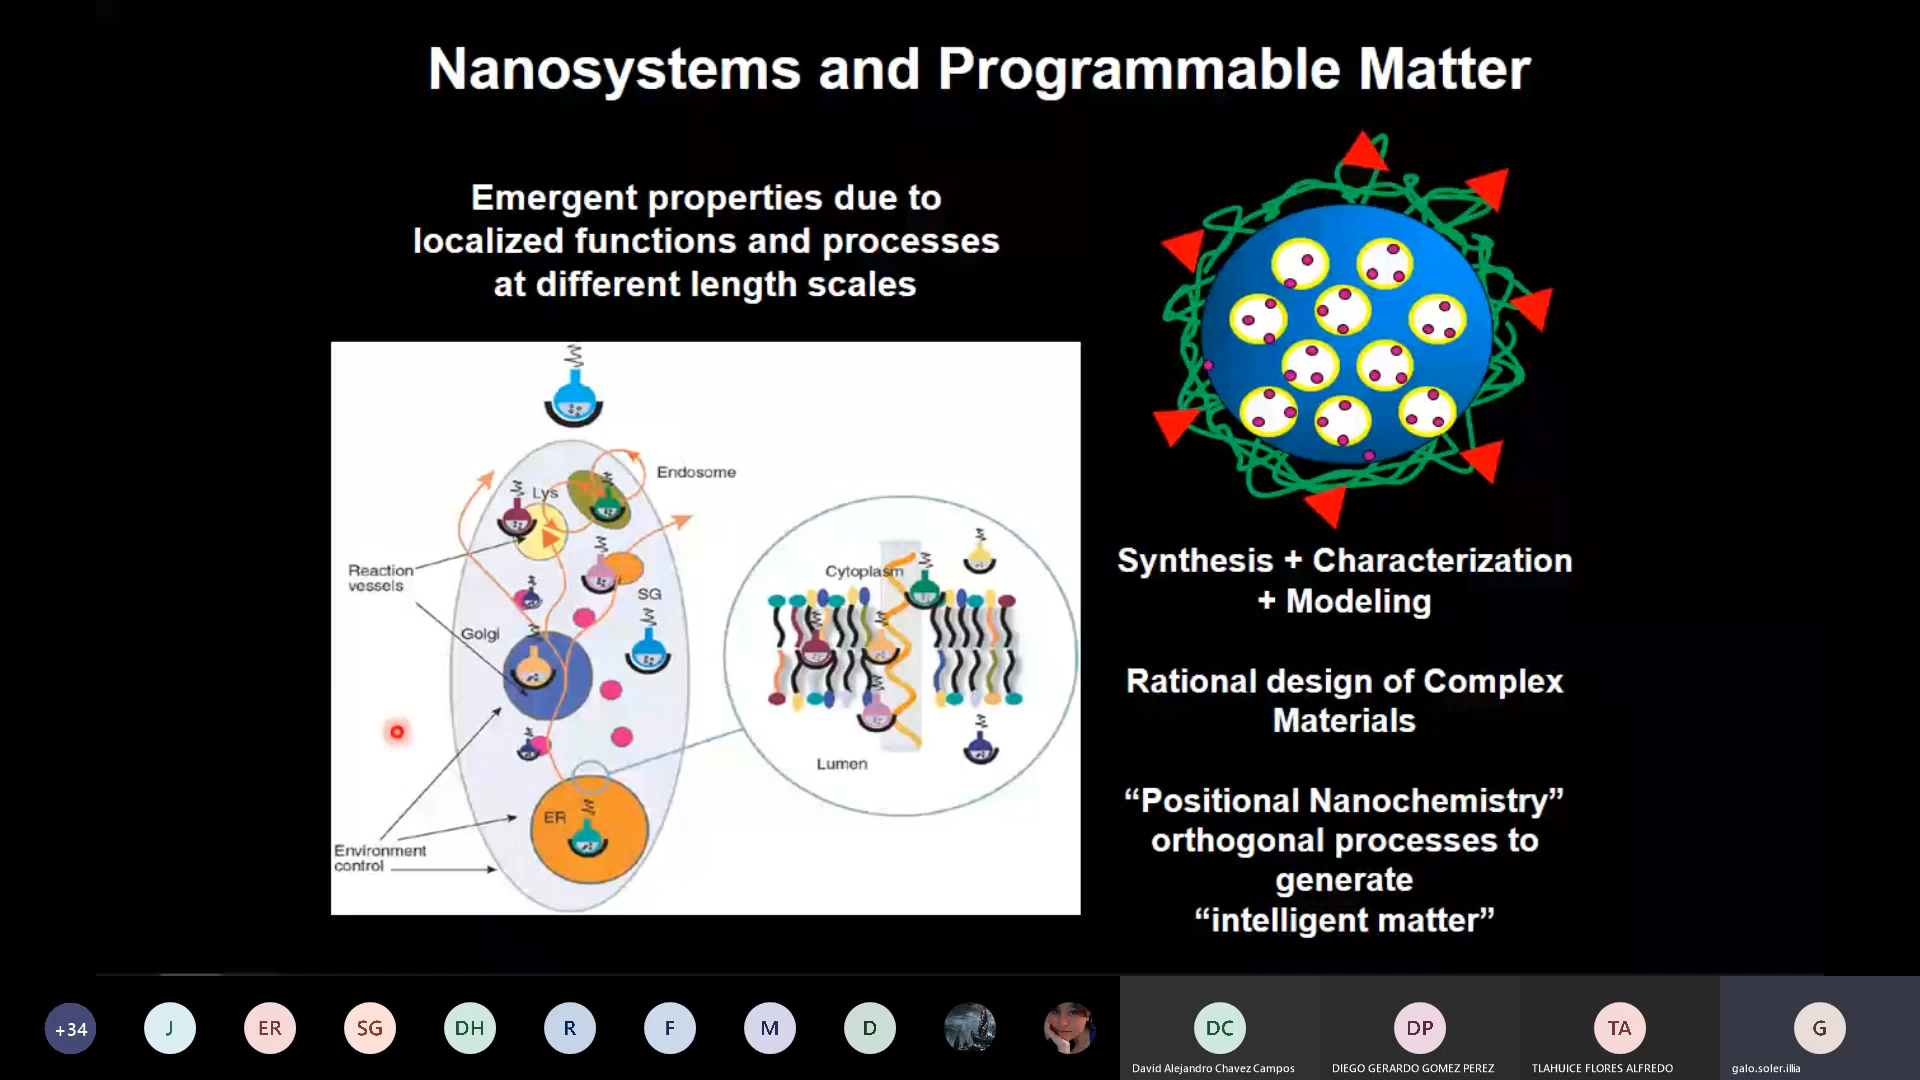 Nanosystems and Programmable Matter
Emergent properties due to
localized functions and processes
at different length scales
Endosome
Lys
Reaction
vessels
SG
Golgi
Cytoplasm
Lumen
ER
Environment
control
Synthesis + Characterization
+ Modeling
Rational design of Complex
Materials
“Positional Nanochemistry”
orthogonal processes to
generate
“intelligent matter”
+34
J
ER
SG
DH
R
F
M
D
DC
David Alejandro Chavez Campos
DP
DIEGO GERARDO GOMEZ PEREZ
TA
TLAHUICE FLORES ALFREDO
G
galo.soler.illia